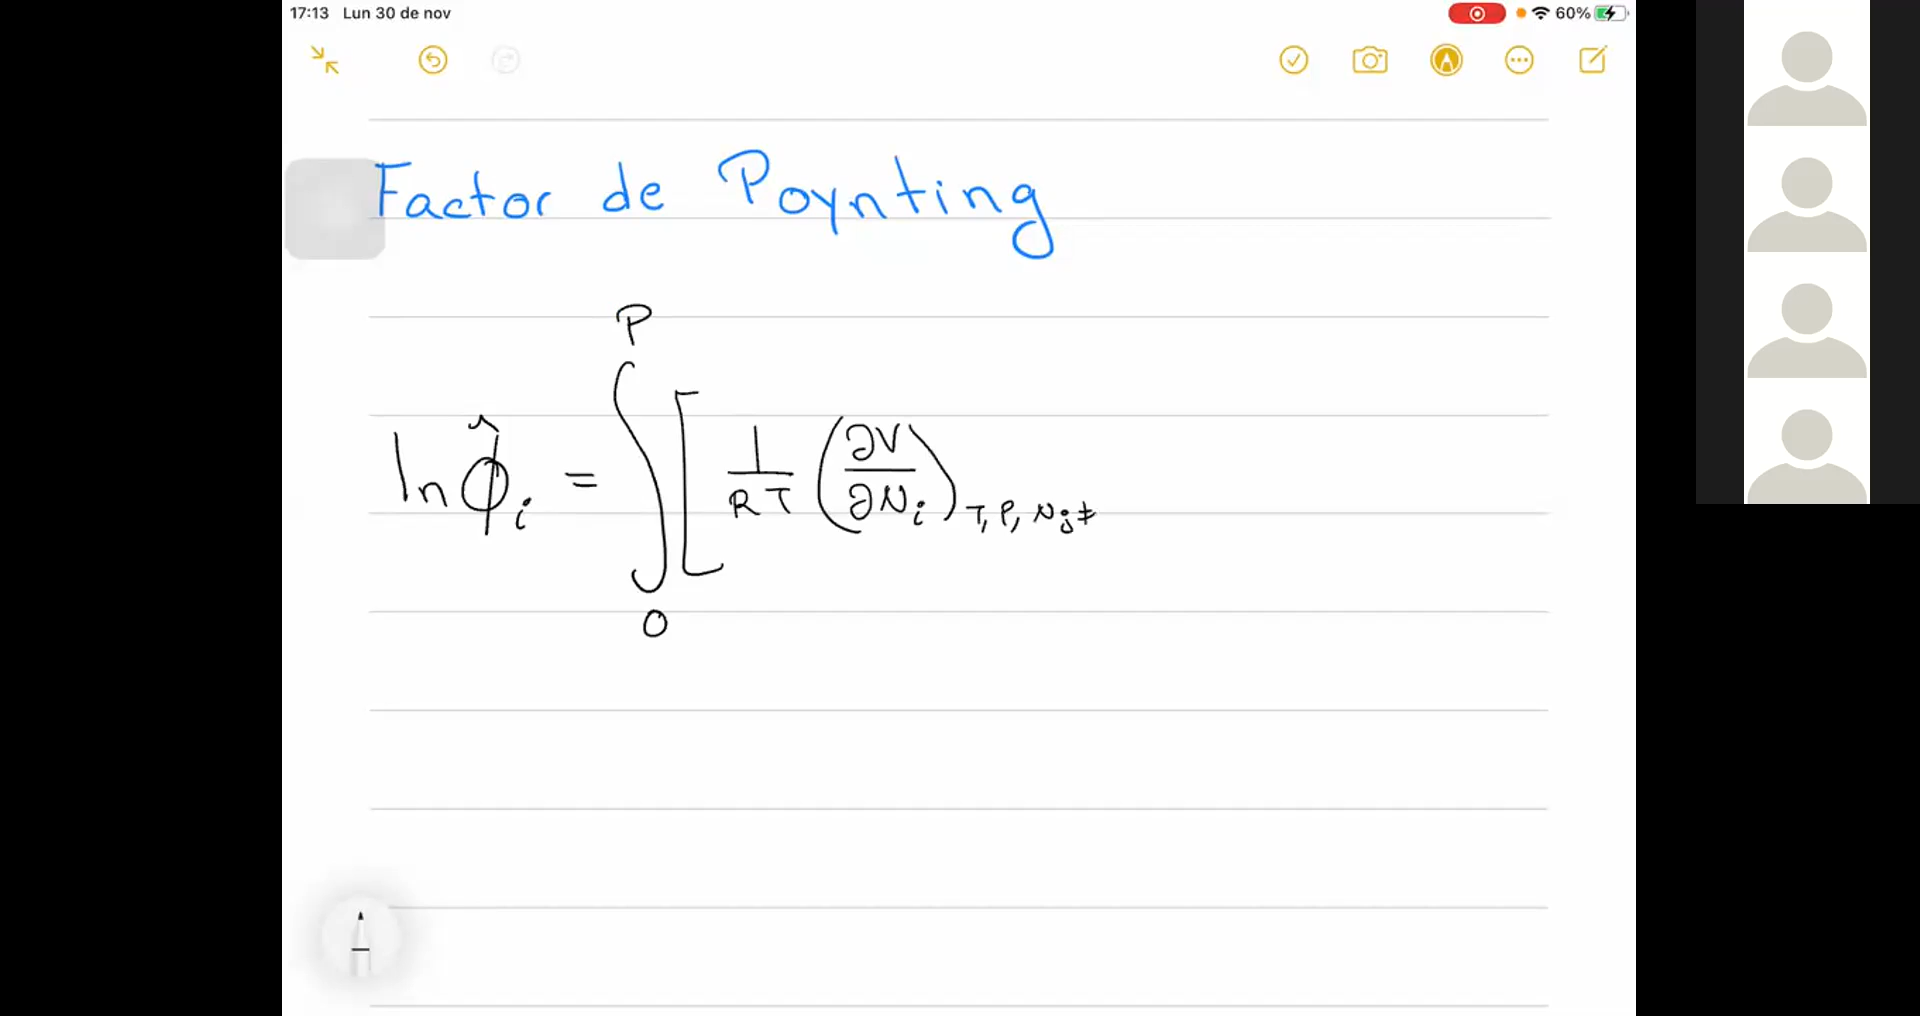 17:13 Lun 30 de nov 60%
Factor de Poynting
ln φ̂ᵢ = ∫₀ᴾ [ 1/RT (∂V/∂Nᵢ)T, P, Nj≠